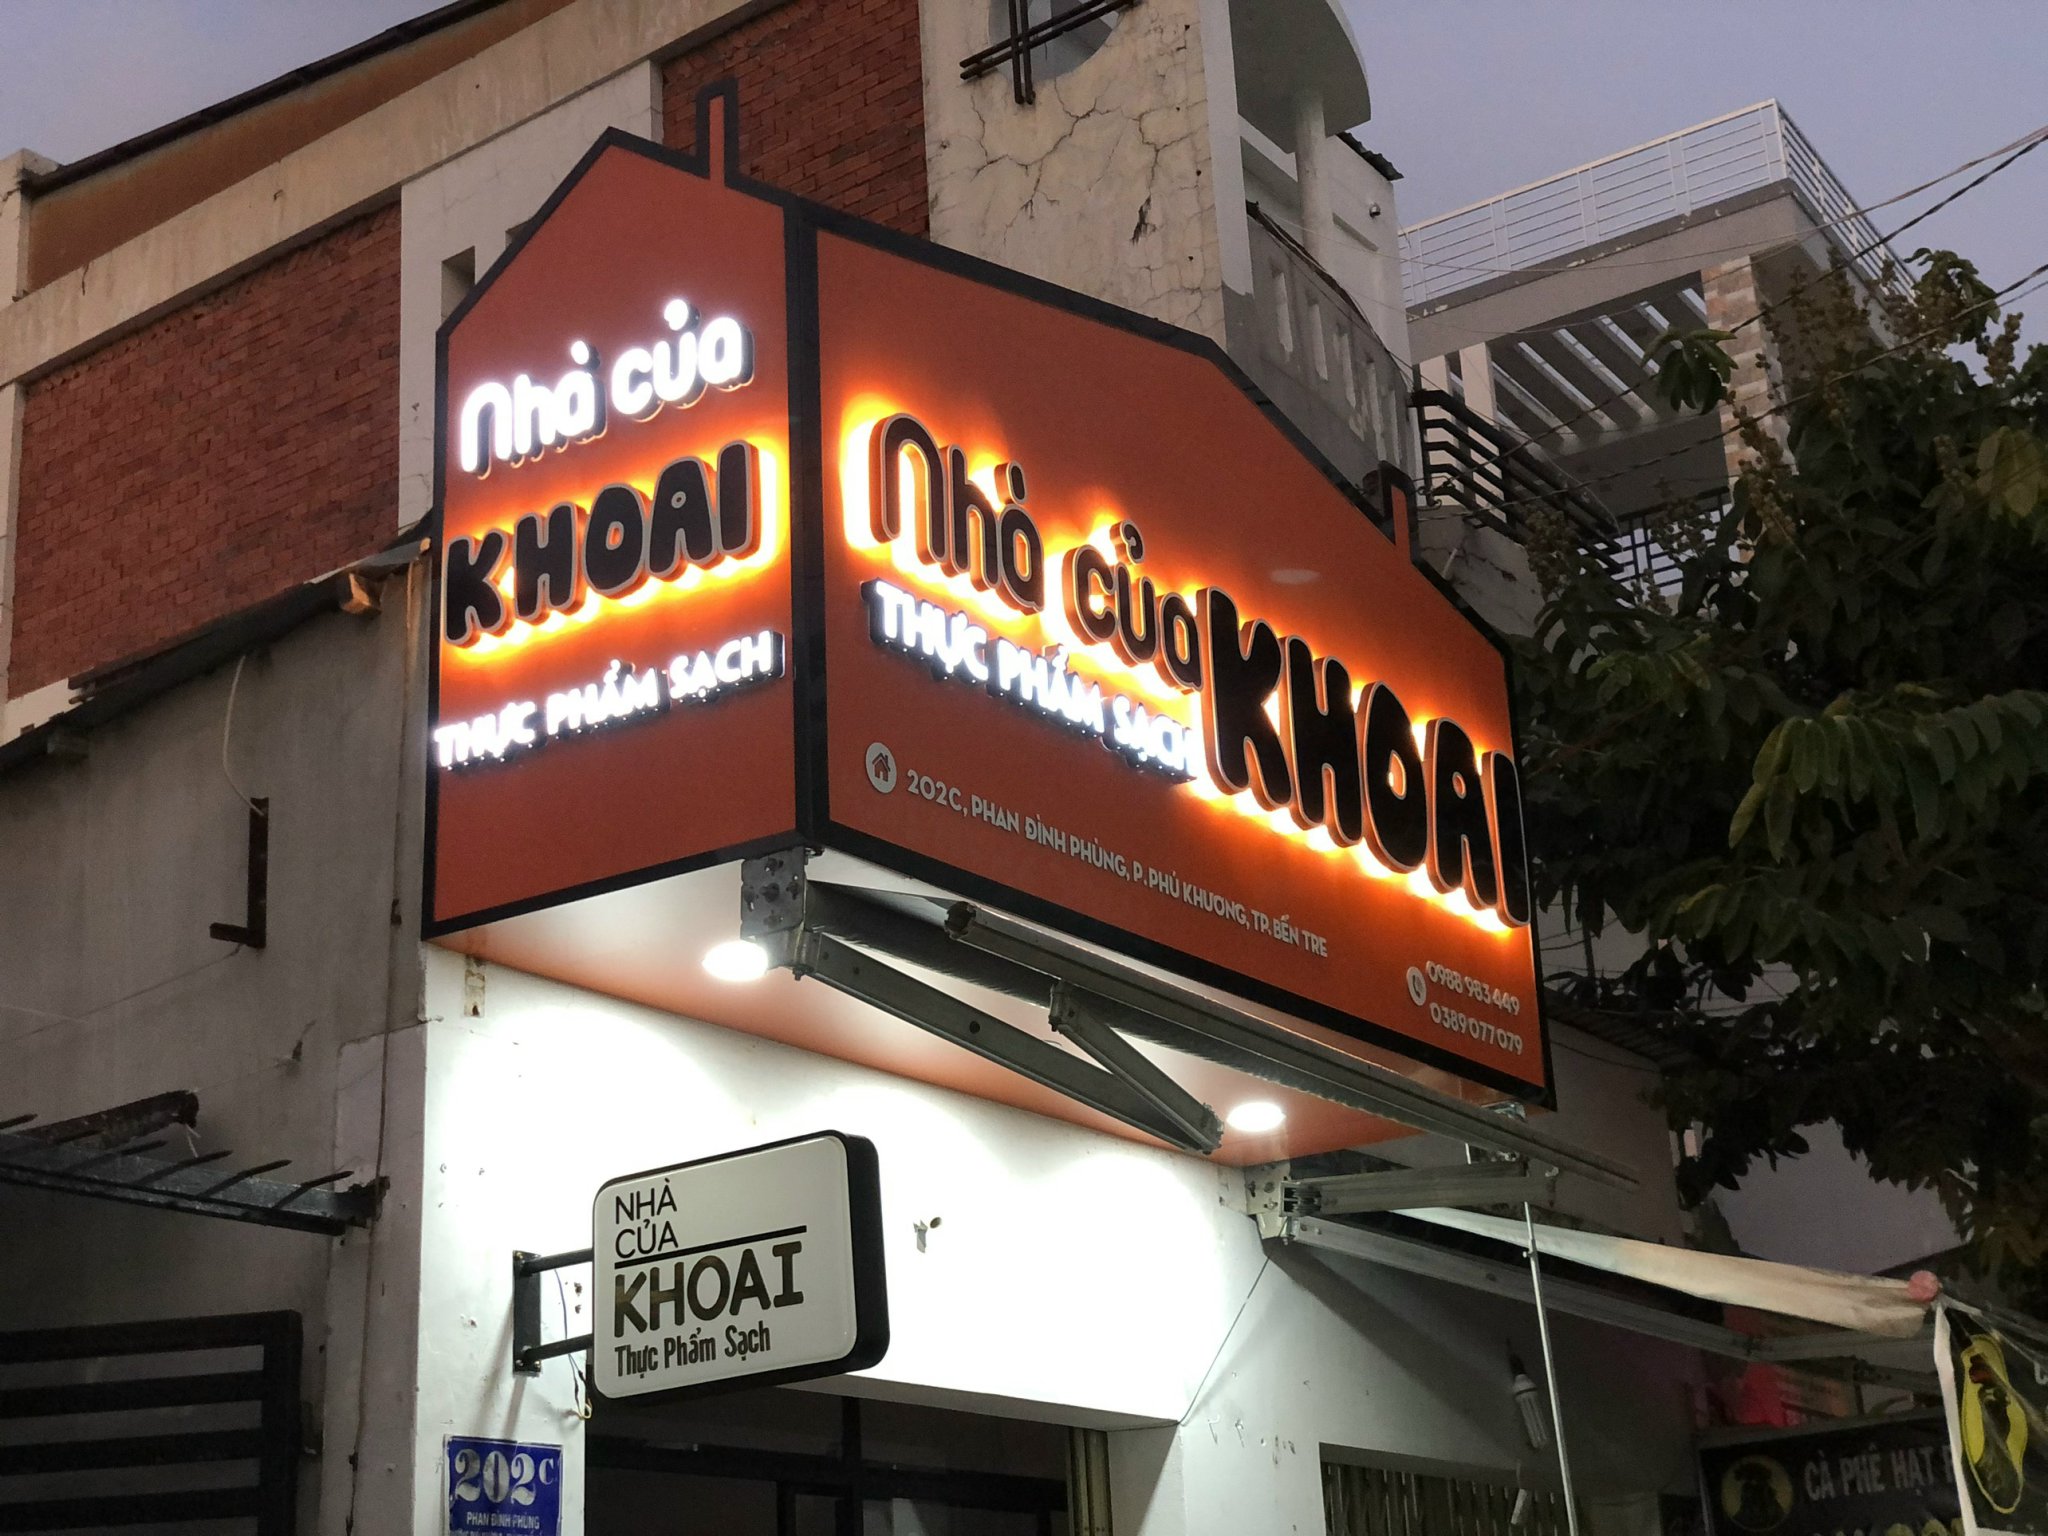 Nhà của
KHOAI
THỰC PHẨM SẠCH
Nhà của KHOAI
THỰC PHẨM SẠCH
202C, PHAN ĐÌNH PHÙNG, P. PHÚ KHƯƠNG, TP. BẾN TRE
0988 983 449
0389 077 079
NHÀ
CỦA
KHOAI
Thực Phẩm Sạch
202C
PHAN ĐÌNH PHÙNG
CÀ PHÊ HẠT